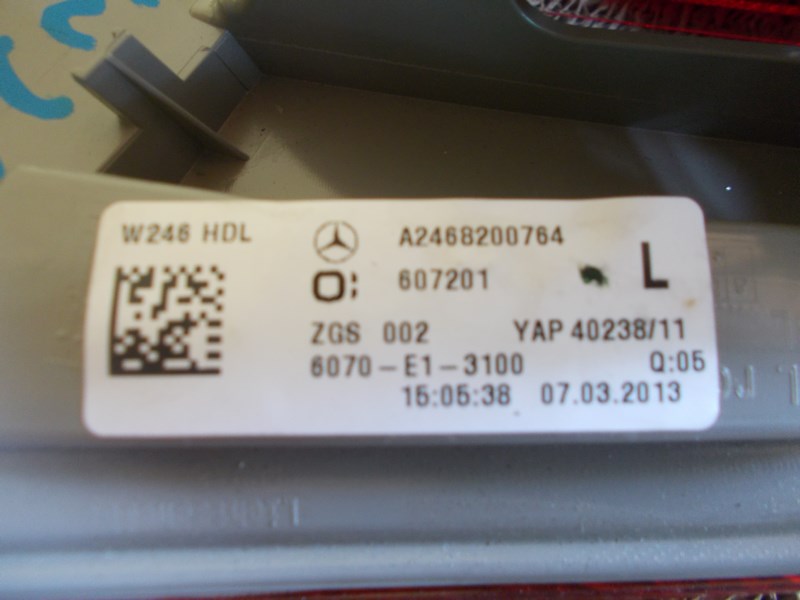 W246 HDL A2468200764
607201 L
ZGS 002 YAP 40238/11
6070-E1-3100 Q:05
15:05:38 07.03.2013